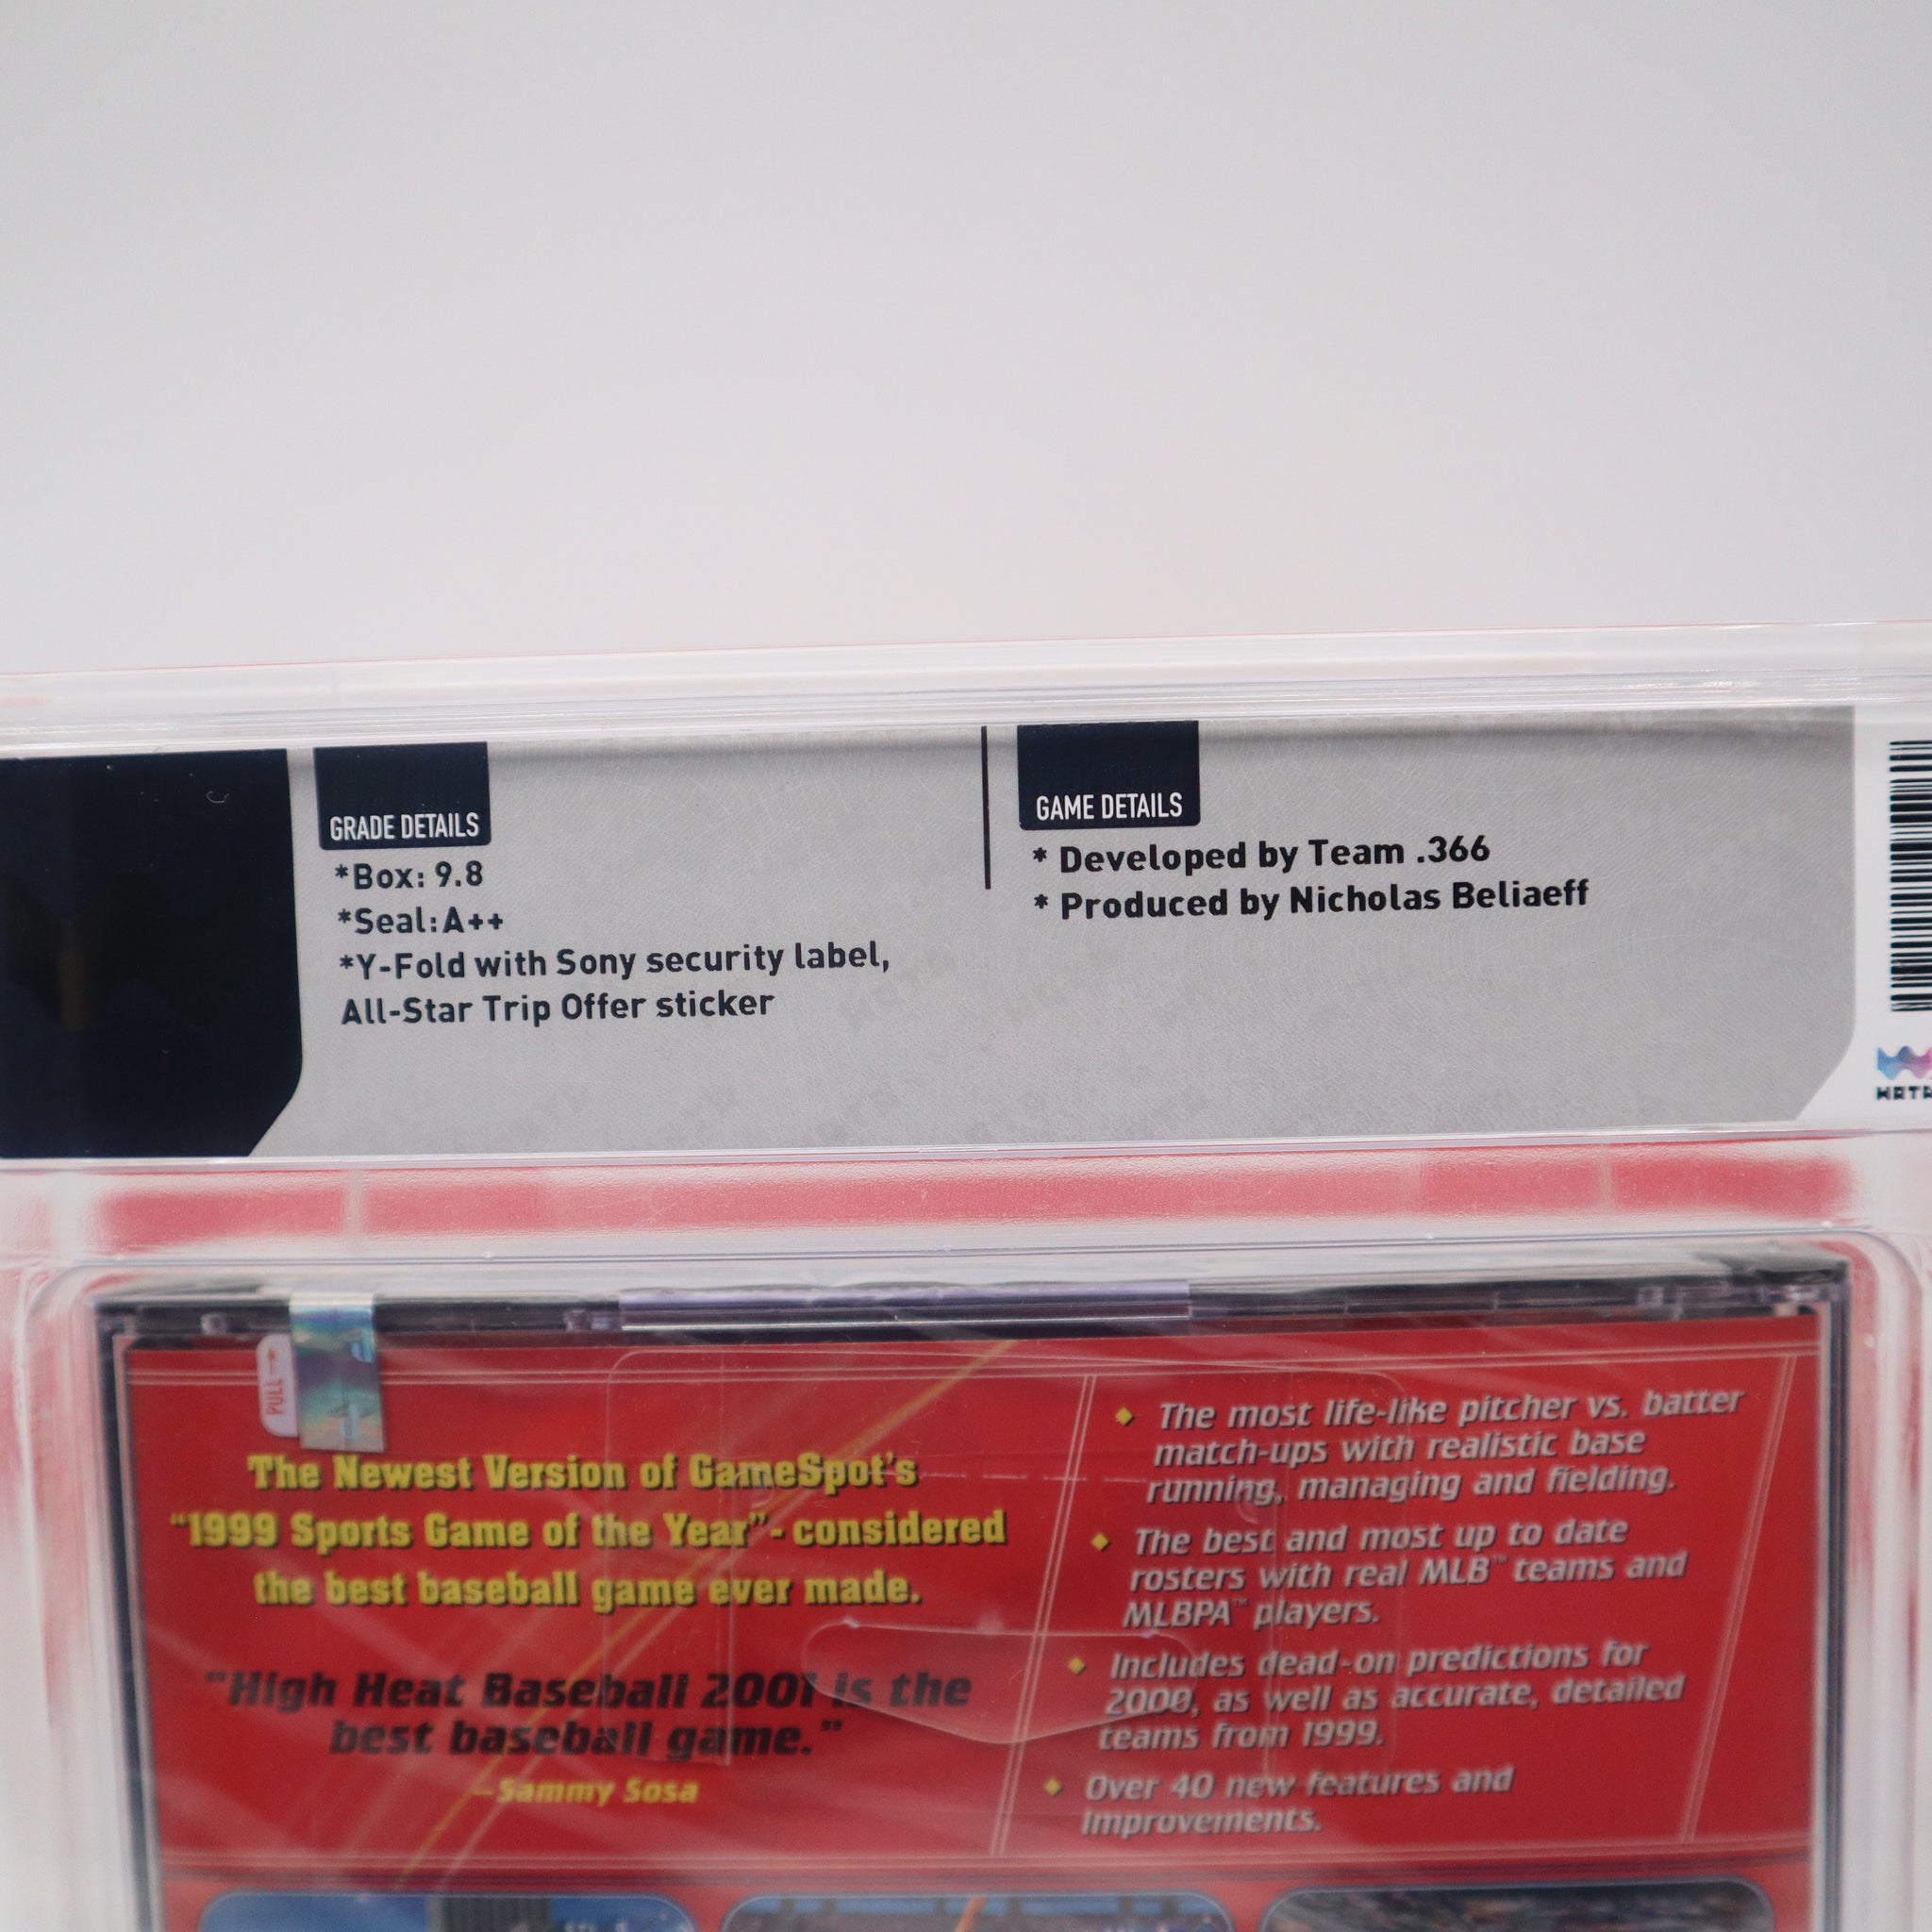 GRADE DETAILS
*Box: 9.8
*Seal:A++
*Y-Fold with Sony security label,
All-Star Trip Offer sticker
GAME DETAILS
* Developed by Team .366
* Produced by Nicholas Beliaeff
WATA
PULL→
The Newest Version of GameSpot's
"1999 Sports Game of the Year"- considered
the best baseball game ever made.
"High Heat Baseball 2001 is the
best baseball game."
–Sammy Sosa
The most life-like pitcher vs. batter
match-ups with realistic base
running, managing and fielding.
The best and most up to date
rosters with real MLB™ teams and
MLBPA™ players.
Includes dead-on predictions for
2000, as well as accurate, detailed
teams from 1999.
Over 40 new features and
improvements.